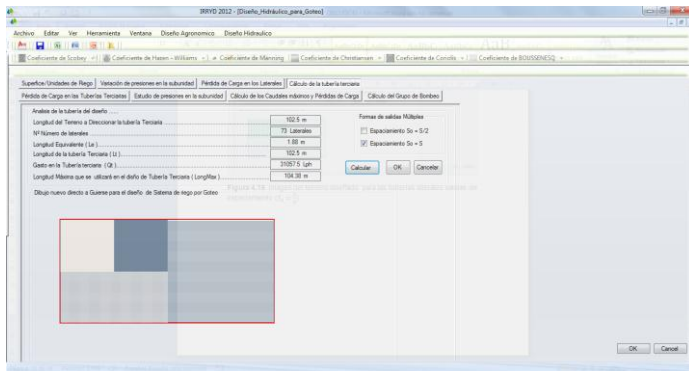 IRRYD 2012 - [Diseño_Hidráulico_para_Goteo]
Archivo Editar Ver Herramienta Ventana Diseño Agronomico Diseño Hidraulico
Coeficiente de Scobey Coeficiente de Hasen - Williams Coeficiente de Männing Coeficiente de Christiansen Coeficiente de Concilis Coeficiente de BOUSSENESQ
Superficie/Unidades de Riego Variación de presiones en la subunidad Pérdida de Carga en los Laterales Cálculo de la tubería terciaria
Pérdida de Carga en las Tuberías Terciarias Estudio de presiones en la subunidad Cálculo de los Caudales máximos y Pérdidas de Carga Cálculo del Grupo de Bombeo
Analisis de la tubería del diseño ......
Longitud del Terreno a Direccionar la tubería Terciaria 102.5 m
Nº Número de laterales 73 Laterales
Longitud Equivalente ( Le ) 1.88 m
Longitud de la tubería Terciaria ( Lt ) 102.5 m
Gasto en la Tubería terciaria ( Qt ) 31057.5 Lph
Longitud Máxima que se utilizará en el diaño de Tubería Terciaria ( LongMax ) 104.38 m
Formas de salidas Múltiples
Espaciamiento So = S/2
Espaciamiento So = S
Calcular OK Cancelar
Dibujo nuevo directo a Guierse para el diseño de Sistema de riego por Goteo
OK Cancel